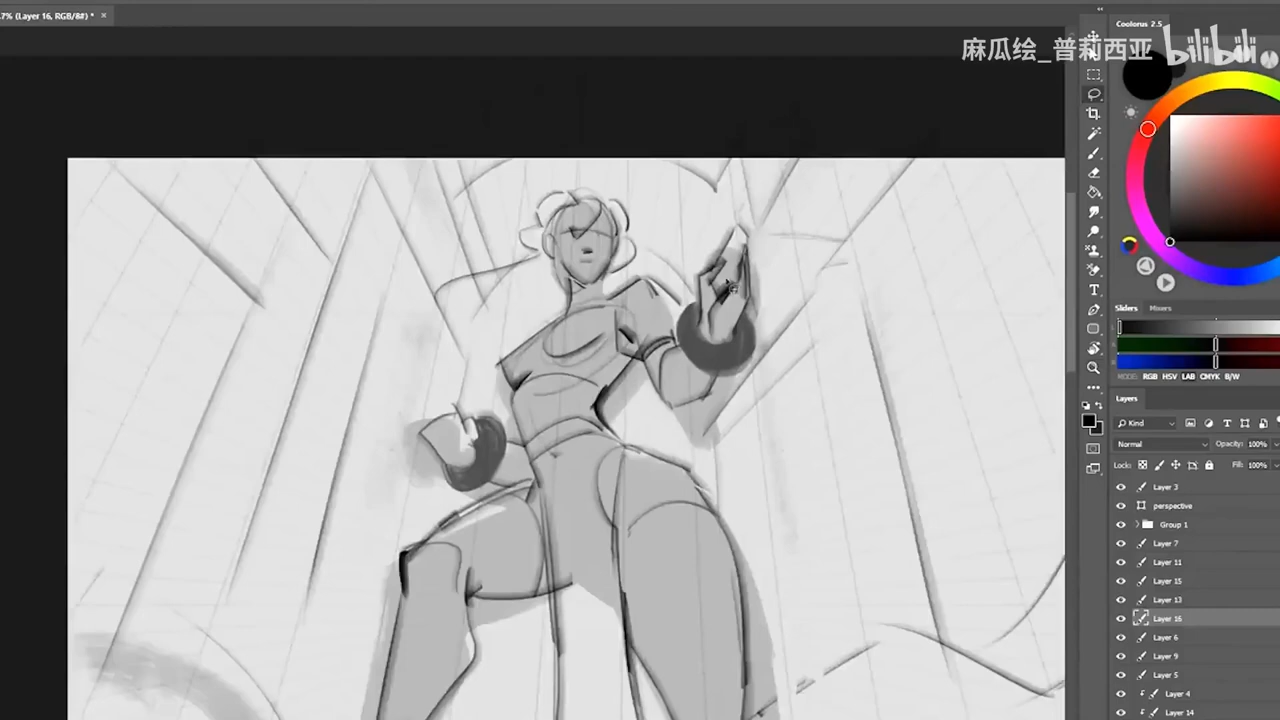 .7% (Layer 16, RGB/8#) * ×
麻瓜绘_普莉西亚 bilibili
Coolorus 2.5
Sliders Mixers
MODE: RGB HSV LAB CMYK B/W
Layers
Kind
Normal Opacity: 100%
Lock: Fill: 100%
Layer 3
perspective
Group 1
Layer 7
Layer 11
Layer 15
Layer 13
Layer 16
Layer 6
Layer 9
Layer 5
Layer 4
Layer 14